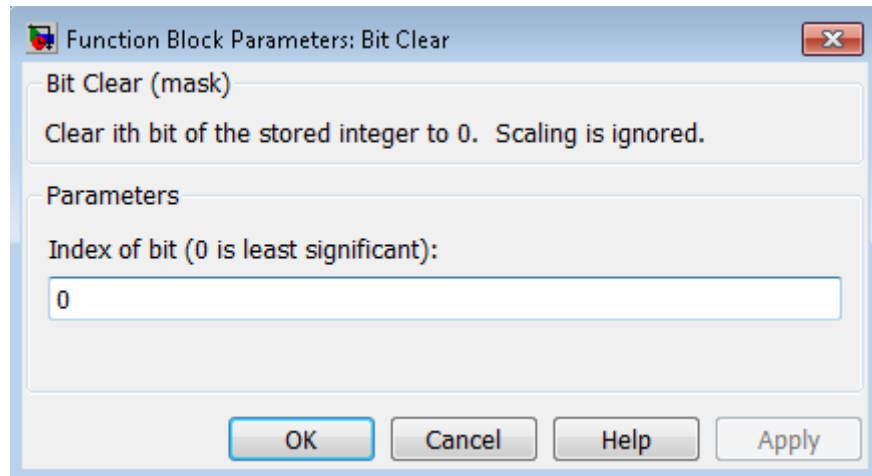 Function Block Parameters: Bit Clear
Bit Clear (mask)
Clear ith bit of the stored integer to 0.  Scaling is ignored.
Parameters
Index of bit (0 is least significant):
0
OK Cancel Help Apply